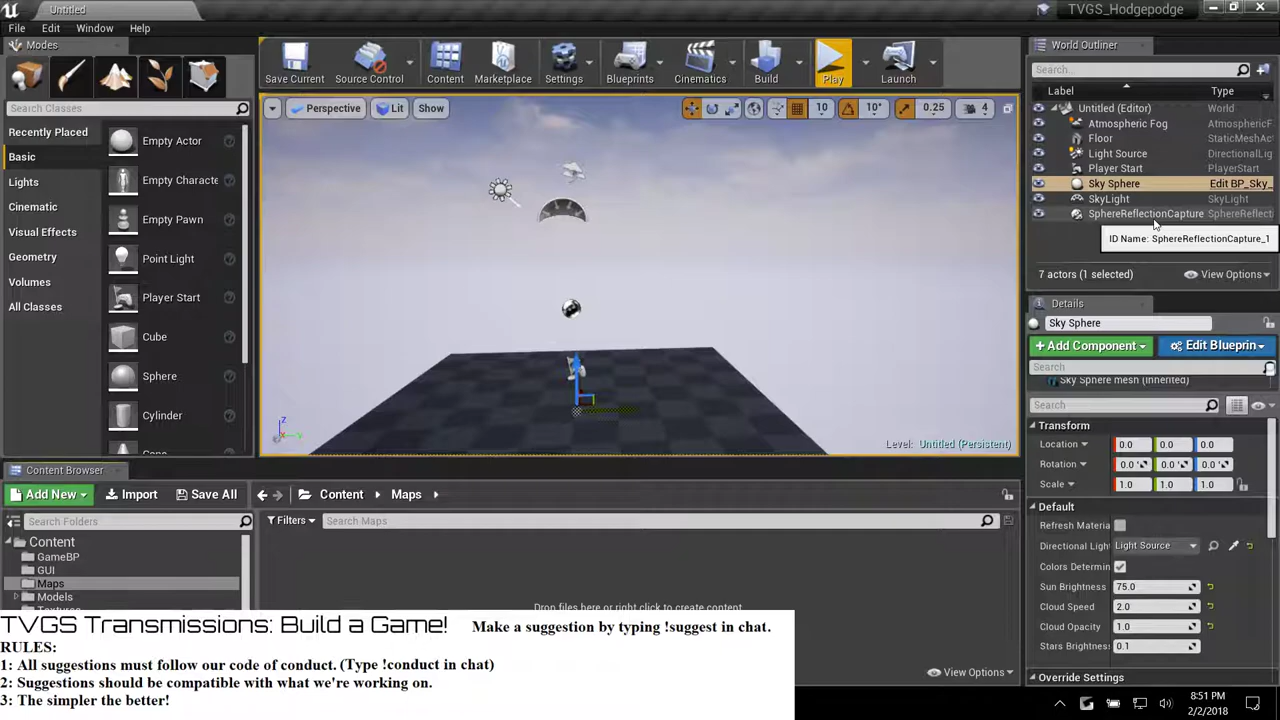 Untitled
TVGS_Hodgepodge
File Edit Window Help
Modes
Search Classes
Recently Placed
Basic
Lights
Cinematic
Visual Effects
Geometry
Volumes
All Classes
Empty Actor
Empty Characte
Empty Pawn
Point Light
Player Start
Cube
Sphere
Cylinder
Save Current
Source Control
Content
Marketplace
Settings
Blueprints
Cinematics
Build
Play
Launch
Perspective Lit Show
10 10° 0.25 4
Level: Untitled (Persistent)
World Outliner
Search...
Label Type
Untitled (Editor) World
Atmospheric Fog AtmosphericF
Floor StaticMeshAc
Light Source DirectionalLig
Player Start PlayerStart
Sky Sphere Edit BP_Sky_
SkyLight SkyLight
SphereReflectionCapture SphereReflect
ID Name: SphereReflectionCapture_1
7 actors (1 selected) View Options
Details
Sky Sphere
Add Component Edit Blueprin
Search
Sky Sphere mesh (Inherited)
Search
Transform
Location 0.0 0.0 0.0
Rotation 0.0 ° 0.0 ° 0.0 °
Scale 1.0 1.0 1.0
Default
Refresh Materia
Directional Ligh Light Source
Colors Determin
Sun Brightness 75.0
Cloud Speed 2.0
Cloud Opacity 1.0
Stars Brightness 0.1
Override Settings
Content Browser
Add New Import Save All Content Maps
Search Folders
Filters Search Maps
Content
GameBP
GUI
Maps
Models
Textures
Drop files here or right click to create content.
View Options
TVGS Transmissions: Build a Game! Make a suggestion by typing !suggest in chat.
RULES:
1: All suggestions must follow our code of conduct. (Type !conduct in chat)
2: Suggestions should be compatible with what we're working on.
3: The simpler the better!
8:51 PM
2/2/2018